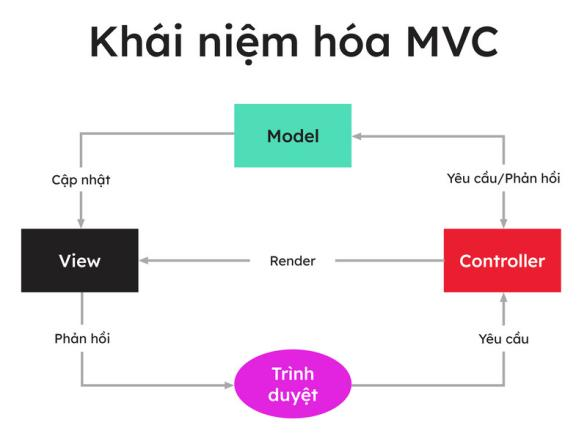 Khái niệm hóa MVC
Model
Cập nhật
Yêu cầu/Phản hồi
View
Render
Controller
Phản hồi
Yêu cầu
Trình
duyệt